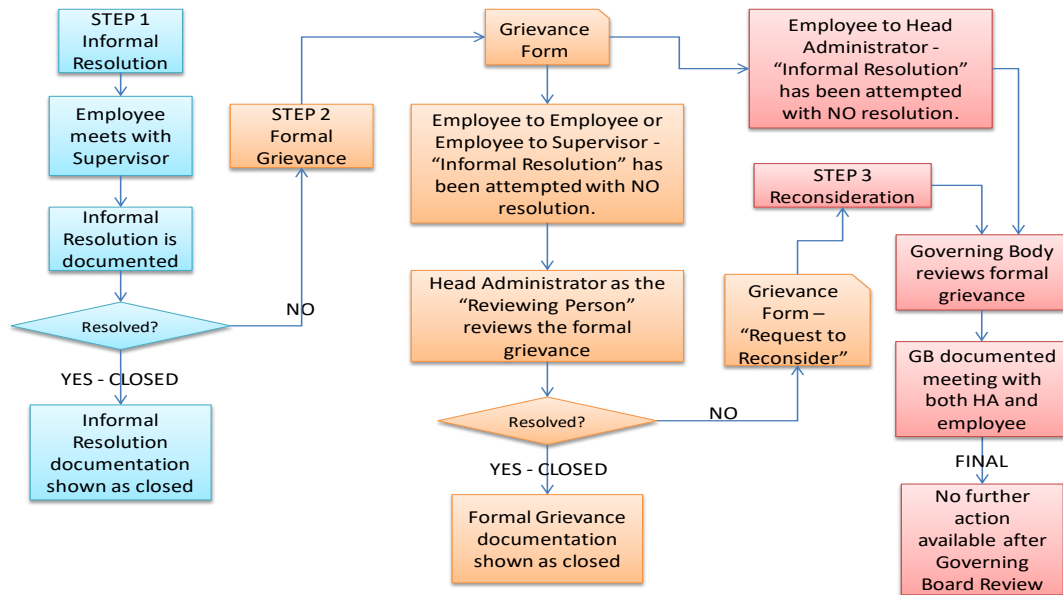 STEP 1
Informal
Resolution
Employee
meets with
Supervisor
Informal
Resolution is
documented
Resolved?
NO
YES - CLOSED
Informal
Resolution
documentation
shown as closed
STEP 2
Formal
Grievance
Grievance
Form
Employee to Employee or
Employee to Supervisor -
“Informal Resolution” has
been attempted with NO
resolution.
Head Administrator as the
“Reviewing Person”
reviews the formal
grievance
Resolved?
NO
YES - CLOSED
Formal Grievance
documentation
shown as closed
Grievance
Form –
“Request to
Reconsider”
STEP 3
Reconsideration
Employee to Head
Administrator -
“Informal Resolution”
has been attempted
with NO resolution.
Governing Body
reviews formal
grievance
GB documented
meeting with
both HA and
employee
FINAL
No further
action
available after
Governing
Board Review